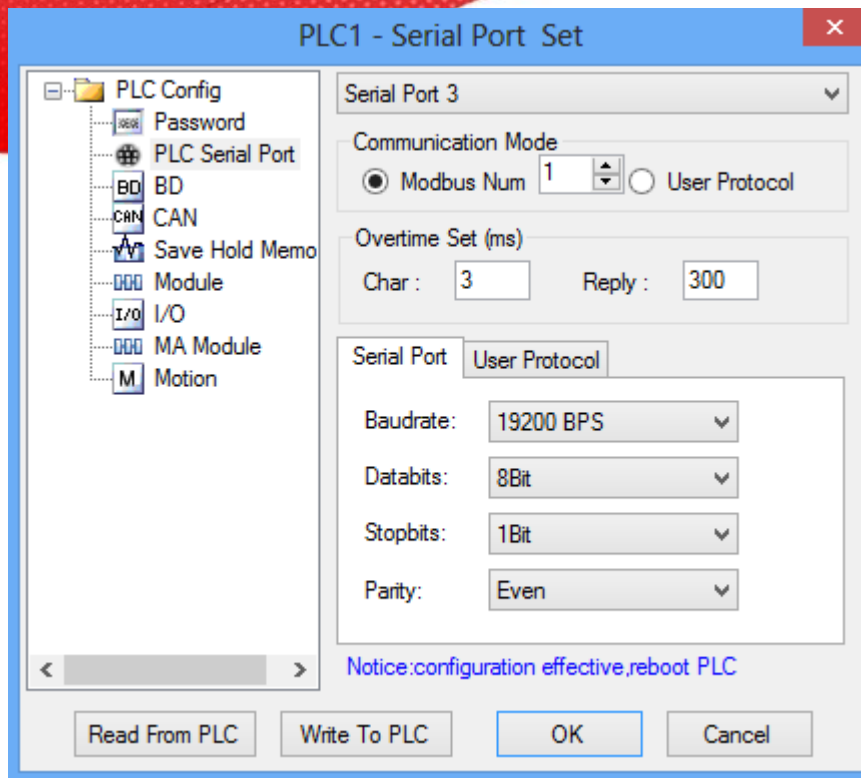 PLC1 - Serial Port Set
PLC Config
Password
PLC Serial Port
BD BD
CAN CAN
Save Hold Memo
Module
I/O I/O
MA Module
M Motion
Serial Port 3
Communication Mode
Modbus Num 1 User Protocol
Overtime Set (ms)
Char : 3 Reply : 300
Serial Port User Protocol
Baudrate: 19200 BPS
Databits: 8Bit
Stopbits: 1Bit
Parity: Even
Notice:configuration effective,reboot PLC
Read From PLC Write To PLC OK Cancel